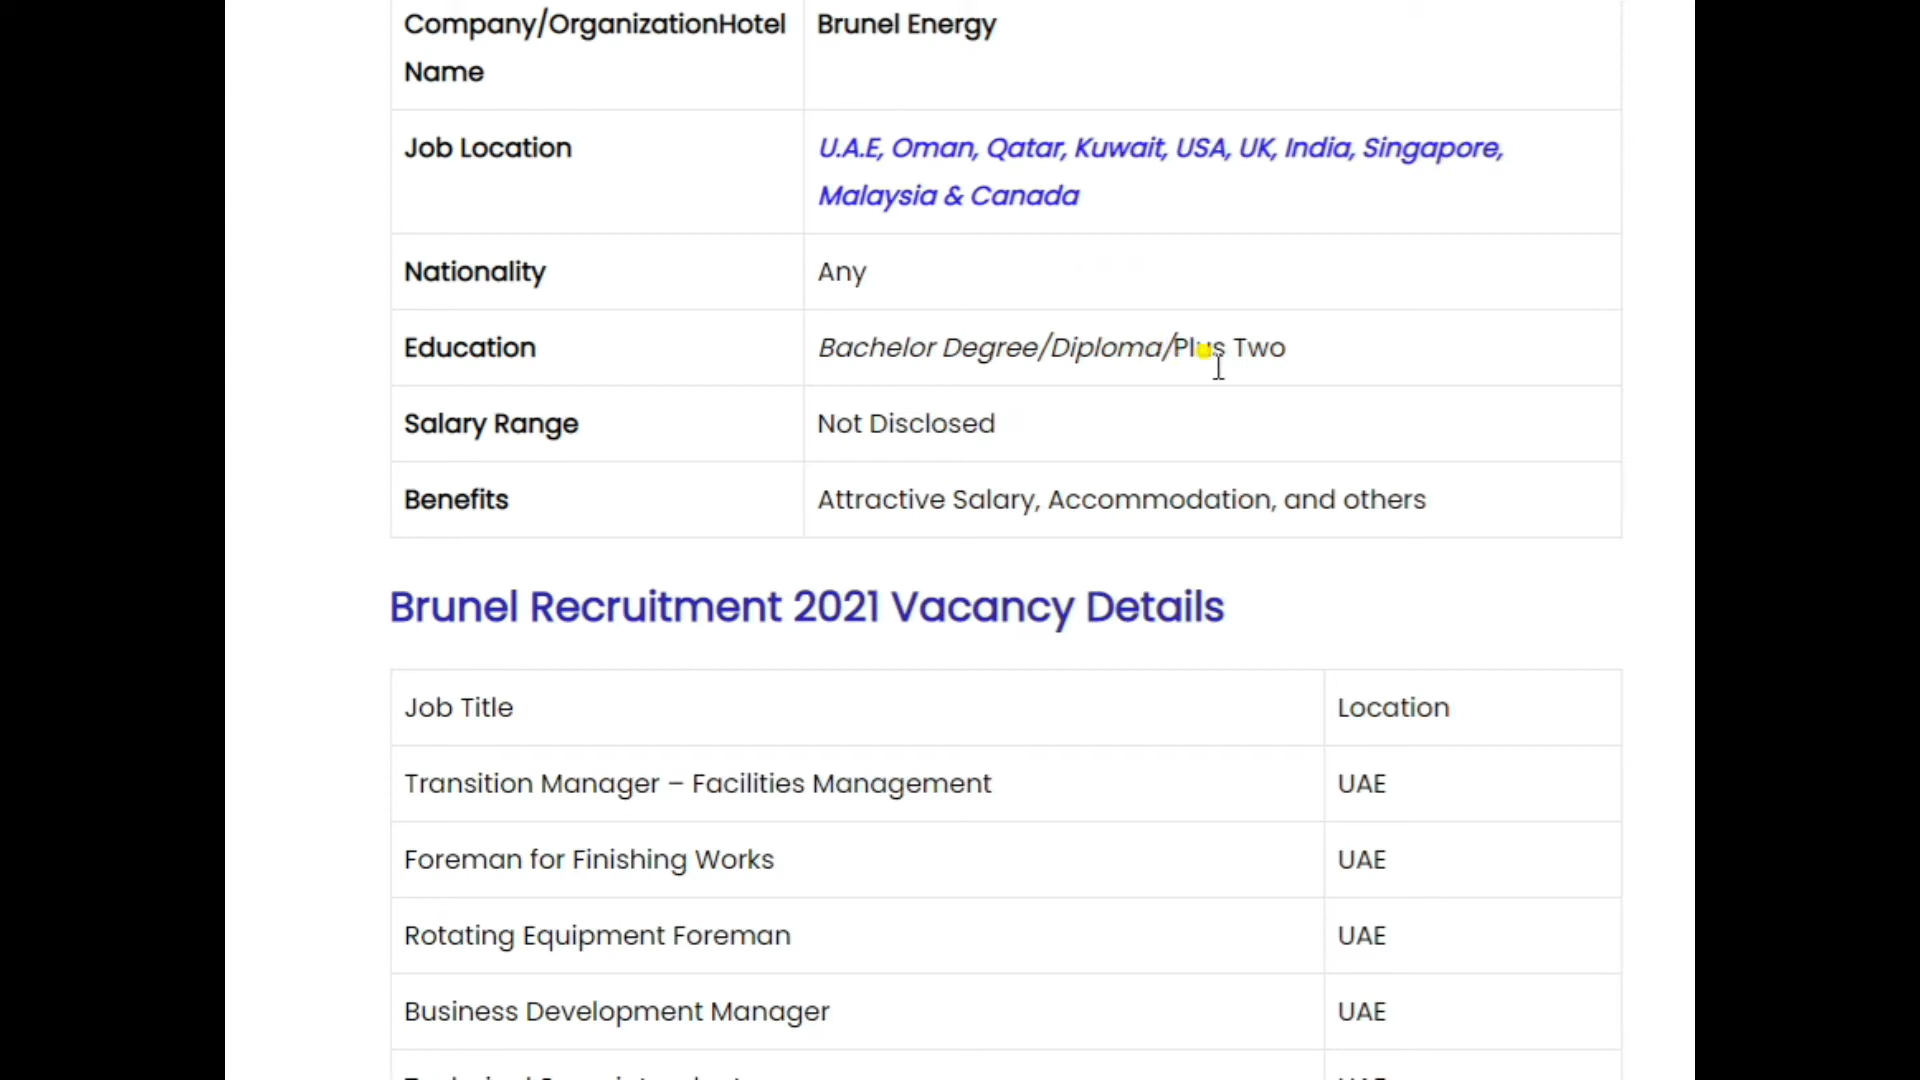 Company/OrganizationHotel Brunel Energy
Name
Job Location U.A.E, Oman, Qatar, Kuwait, USA, UK, India, Singapore,
Malaysia & Canada
Nationality Any
Education Bachelor Degree/Diploma/Plus Two
Salary Range Not Disclosed
Benefits Attractive Salary, Accommodation, and others
Brunel Recruitment 2021 Vacancy Details
Job Title Location
Transition Manager – Facilities Management UAE
Foreman for Finishing Works UAE
Rotating Equipment Foreman UAE
Business Development Manager UAE